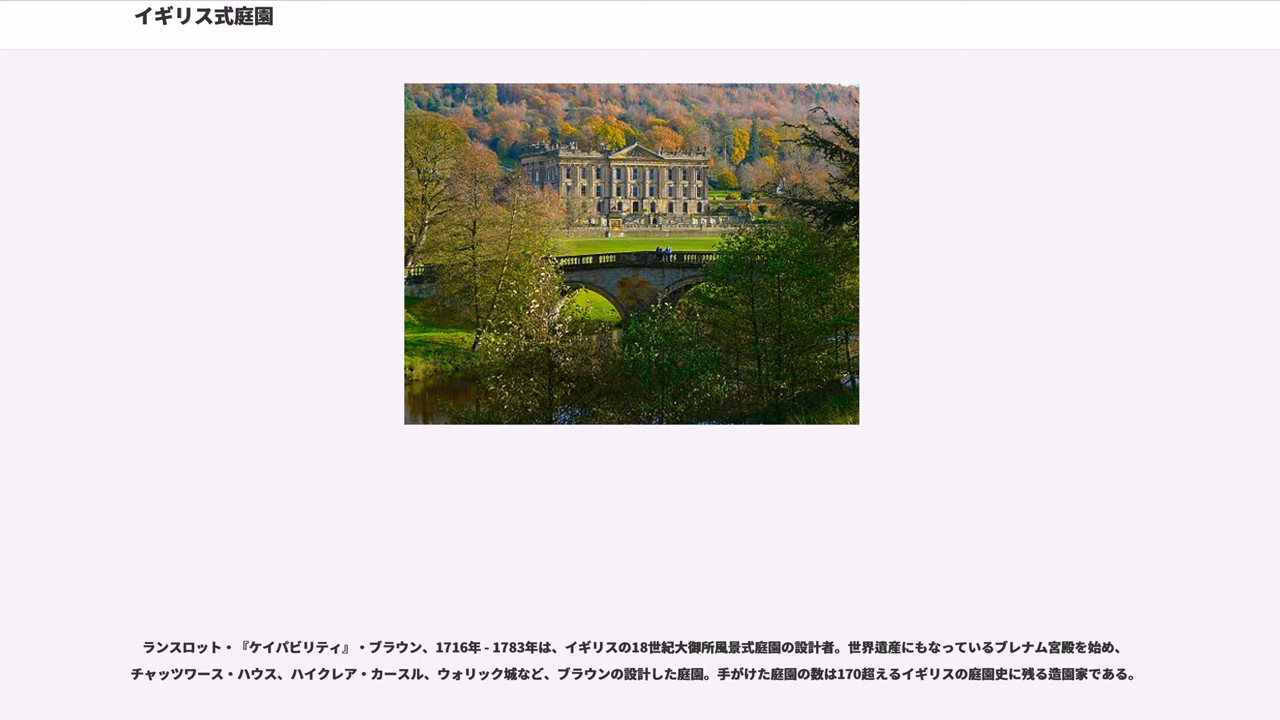 イギリス式庭園
ランスロット・『ケイパビリティ』・ブラウン、1716年 - 1783年は、イギリスの18世紀大御所風景式庭園の設計者。世界遺産にもなっているブレナム宮殿を始め、
チャッツワース・ハウス、ハイクレア・カースル、ウォリック城など、ブラウンの設計した庭園。手がけた庭園の数は170超えるイギリスの庭園史に残る造園家である。